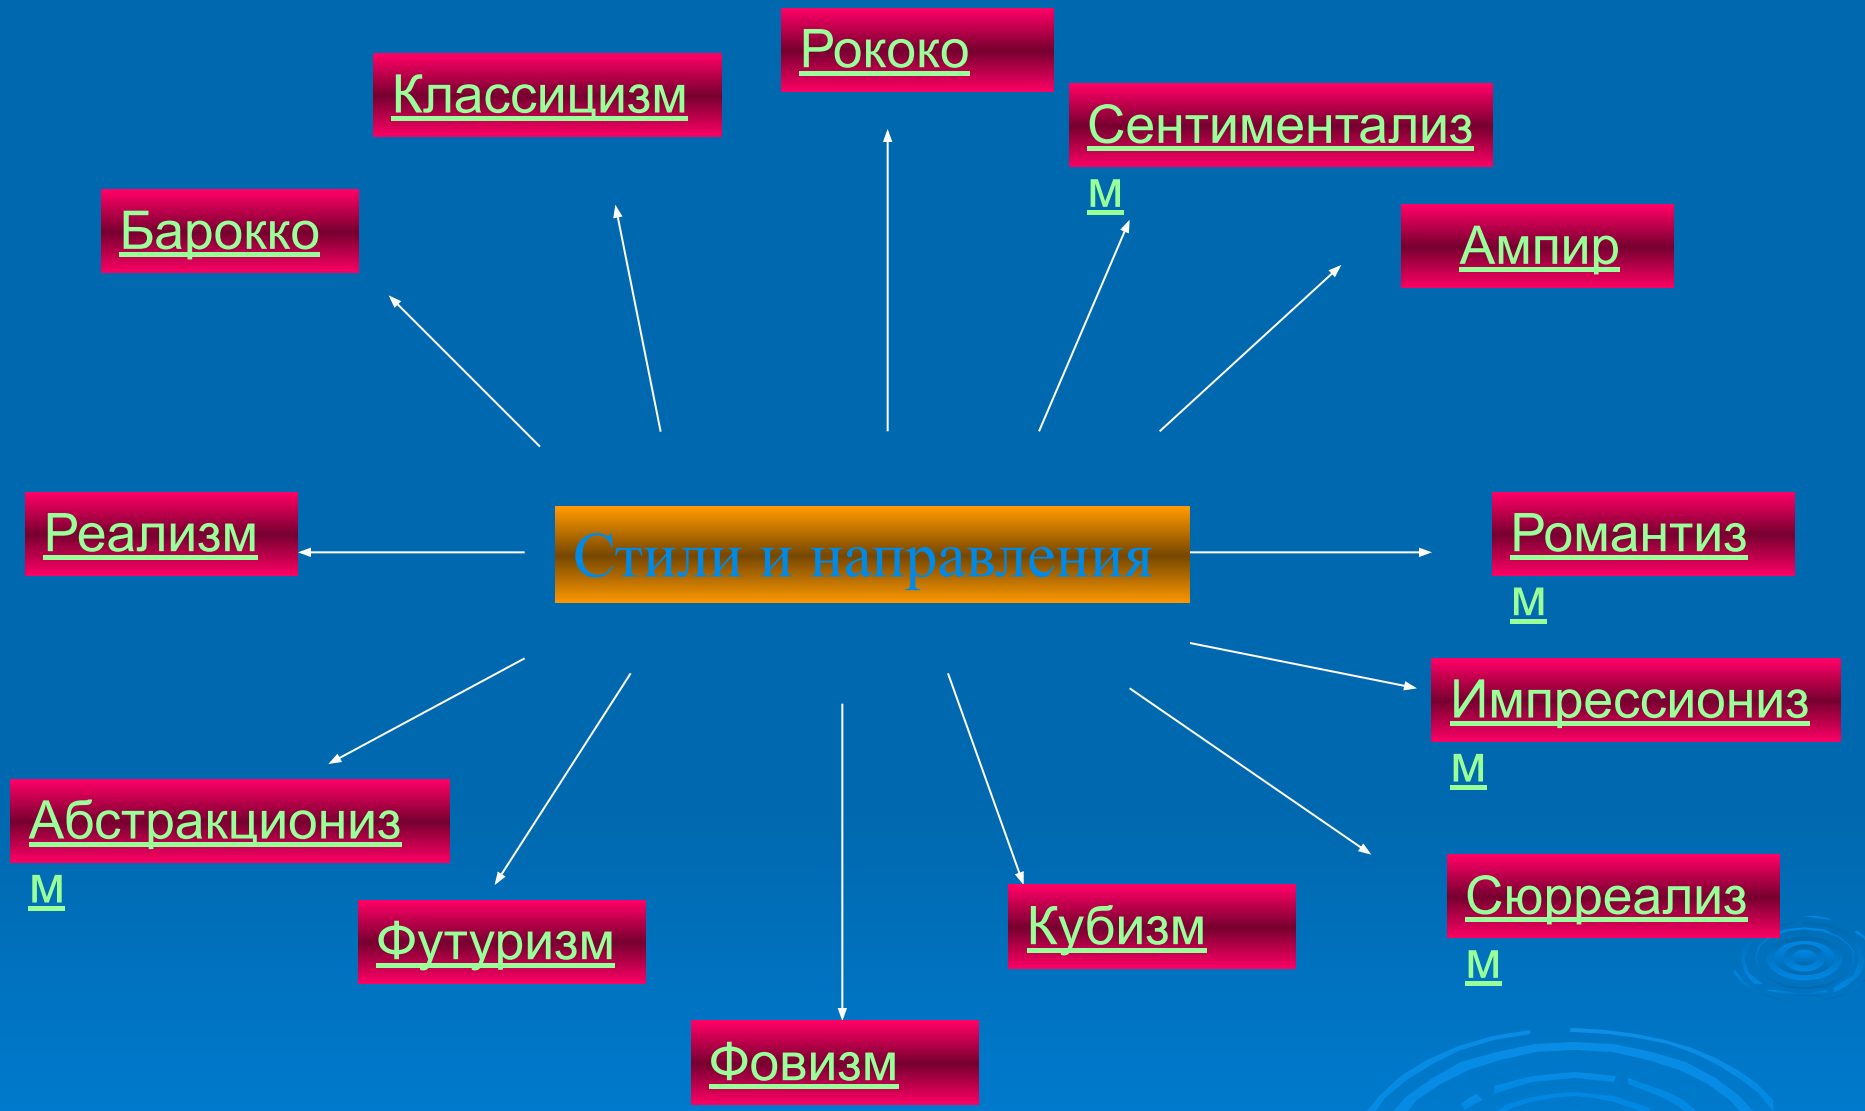 Рококо
Классицизм
Сентиментализ
м
Барокко
Ампир
Реализм
Стили и направления
Романтиз
м
Импрессиониз
м
Абстракциониз
м
Сюрреализ
м
Футуризм
Кубизм
Фовизм